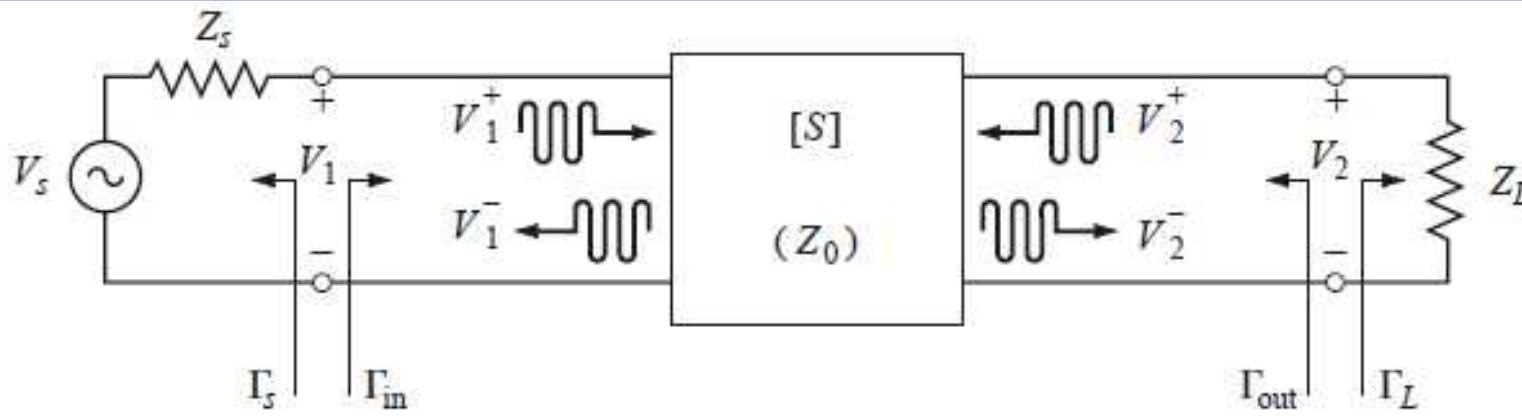 Z_s
+ +
V_1^+ [S] V_2^+
V_s V_1 V_2 Z_L
V_1^- (Z_0) V_2^-
− −
Γ_s Γ_in Γ_out Γ_L